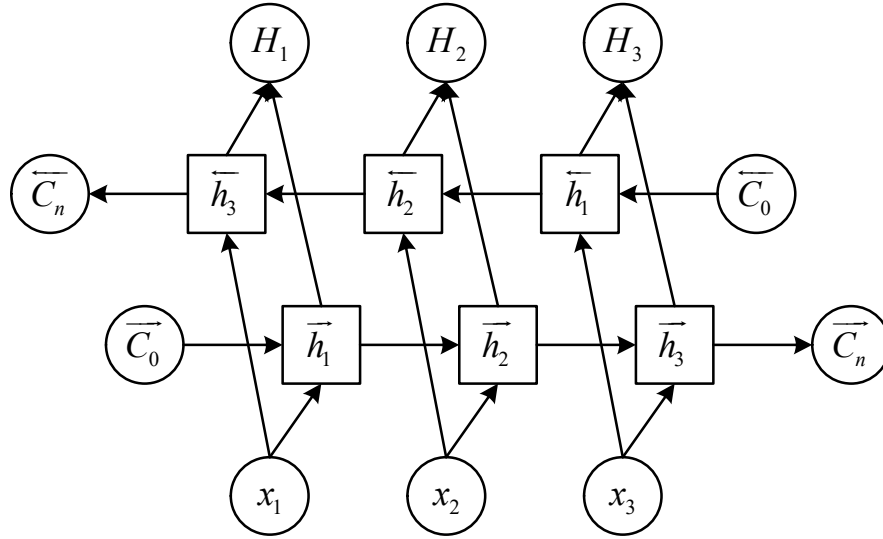 H₁ H₂ H₃
←Cₙ ←h₃ ←h₂ ←h₁ ←C₀
→C₀ →h₁ →h₂ →h₃ →Cₙ
x₁ x₂ x₃